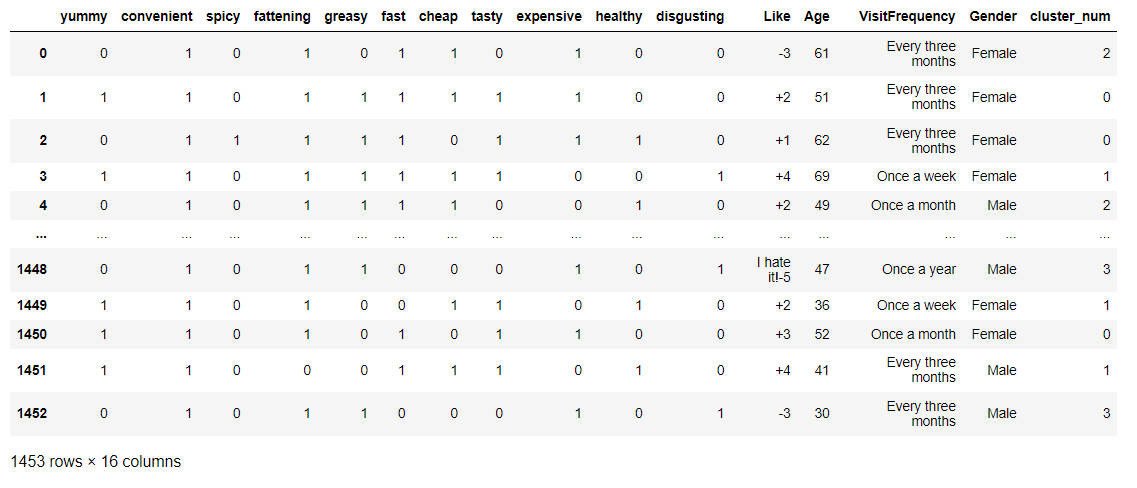 yummy convenient spicy fattening greasy fast cheap tasty expensive healthy disgusting Like Age VisitFrequency Gender cluster_num
0 0 1 0 1 0 1 1 0 1 0 0 -3 61 Every three months Female 2
1 1 1 0 1 1 1 1 1 1 0 0 +2 51 Every three months Female 0
2 0 1 1 1 1 1 0 1 1 1 0 +1 62 Every three months Female 0
3 1 1 0 1 1 1 1 1 0 0 1 +4 69 Once a week Female 1
4 0 1 0 1 1 1 1 0 0 1 0 +2 49 Once a month Male 2
... ... ... ... ... ... ... ... ... ... ... ... ... ... ... ... ...
1448 0 1 0 1 1 0 0 0 1 0 1 I hate it!-5 47 Once a year Male 3
1449 1 1 0 1 0 0 1 1 0 1 0 +2 36 Once a week Female 1
1450 1 1 0 1 0 1 0 1 1 0 0 +3 52 Once a month Female 0
1451 1 1 0 0 0 1 1 1 0 1 0 +4 41 Every three months Male 1
1452 0 1 0 1 1 0 0 0 1 0 1 -3 30 Every three months Male 3
1453 rows × 16 columns